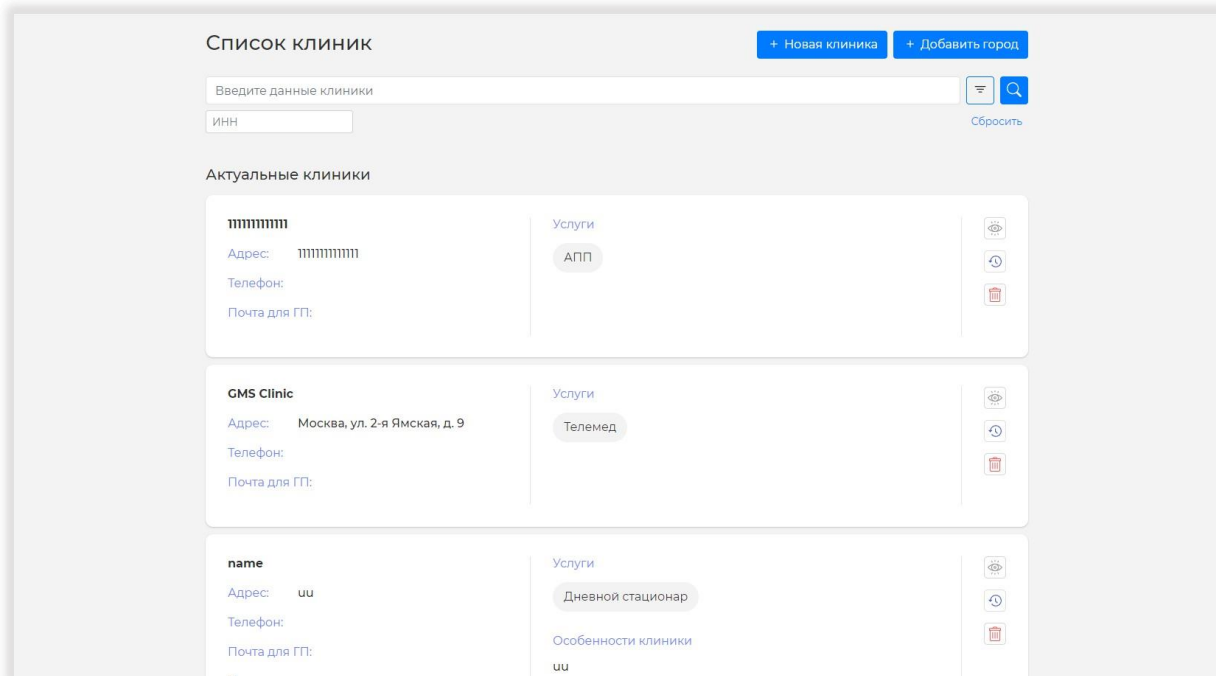 Список клиник
+ Новая клиника
+ Добавить город
Введите данные клиники
ИНН
Сбросить
Актуальные клиники
111111111111
Адрес: 11111111111111
Телефон:
Почта для ГП:
Услуги
АПП
GMS Clinic
Адрес: Москва, ул. 2-я Ямская, д. 9
Телефон:
Почта для ГП:
Услуги
Телемед
name
Адрес: uu
Телефон:
Почта для ГП:
Услуги
Дневной стационар
Особенности клиники
uu